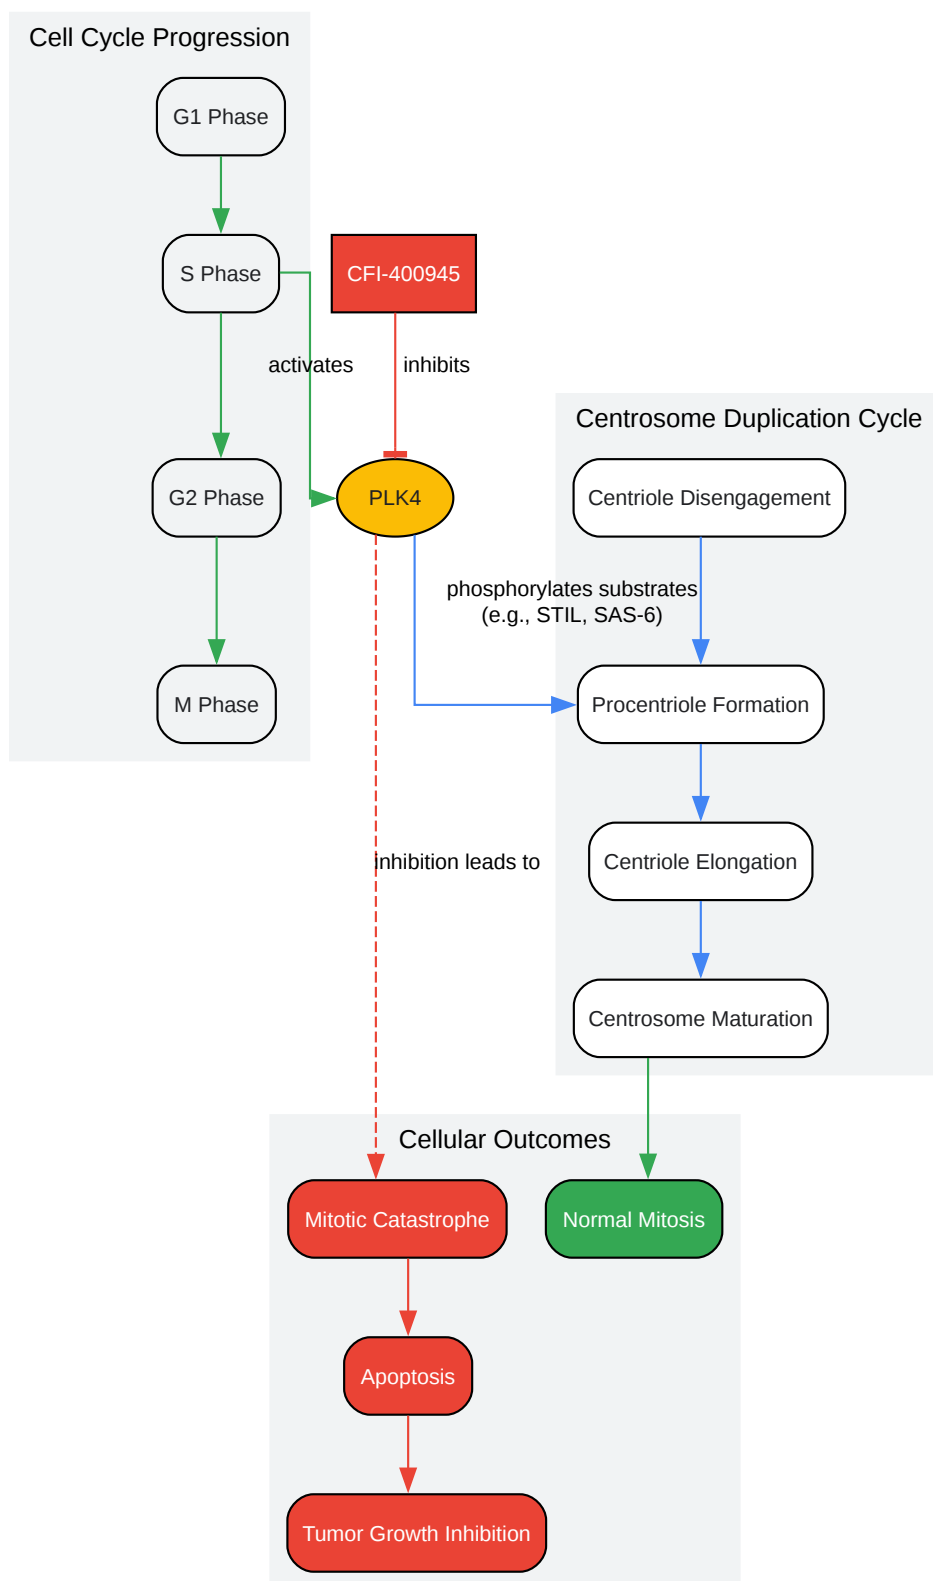 Cell Cycle Progression
G1 Phase
S Phase
CFI-400945
activates
inhibits
Centrosome Duplication Cycle
G2 Phase
PLK4
Centriole Disengagement
phosphorylates substrates
(e.g., STIL, SAS-6)
M Phase
Procentriole Formation
inhibition leads to
Centriole Elongation
Centrosome Maturation
Cellular Outcomes
Mitotic Catastrophe
Normal Mitosis
Apoptosis
Tumor Growth Inhibition